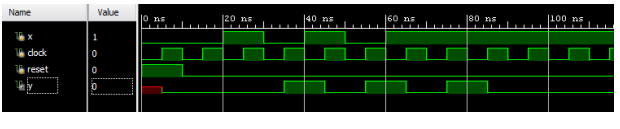 Name Value 0 ns 20 ns 40 ns 60 ns 80 ns 100 ns
x 1
clock 0
reset 0
y 0